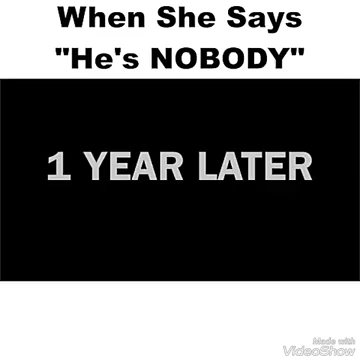 When She Says
"He's NOBODY"
1 YEAR LATER
Made with
VideoShow